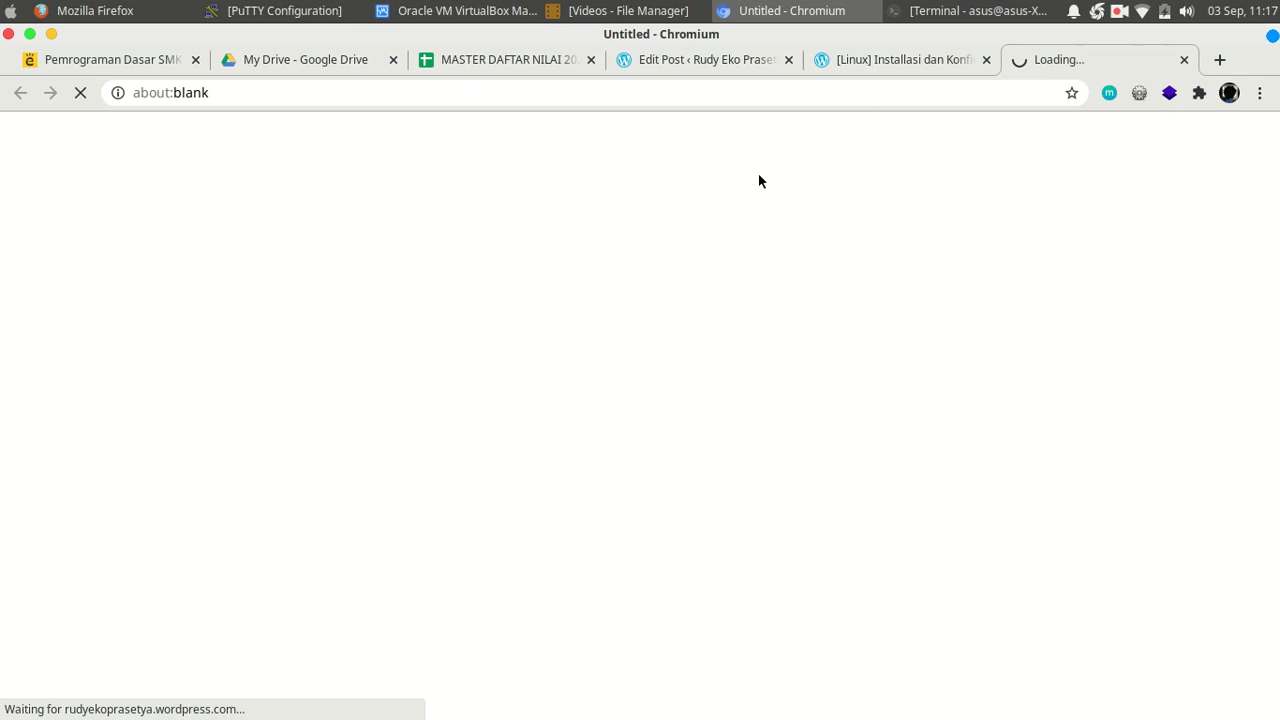 Mozilla Firefox
[PuTTY Configuration]
Oracle VM VirtualBox Ma...
[Videos - File Manager]
Untitled - Chromium
[Terminal - asus@asus-X...
03 Sep, 11:17
Untitled - Chromium
Pemrograman Dasar SMK
My Drive - Google Drive
MASTER DAFTAR NILAI 20
Edit Post ‹ Rudy Eko Praset
[Linux] Installasi dan Konfi
Loading...
about:blank
m
Waiting for rudyekoprasetya.wordpress.com...